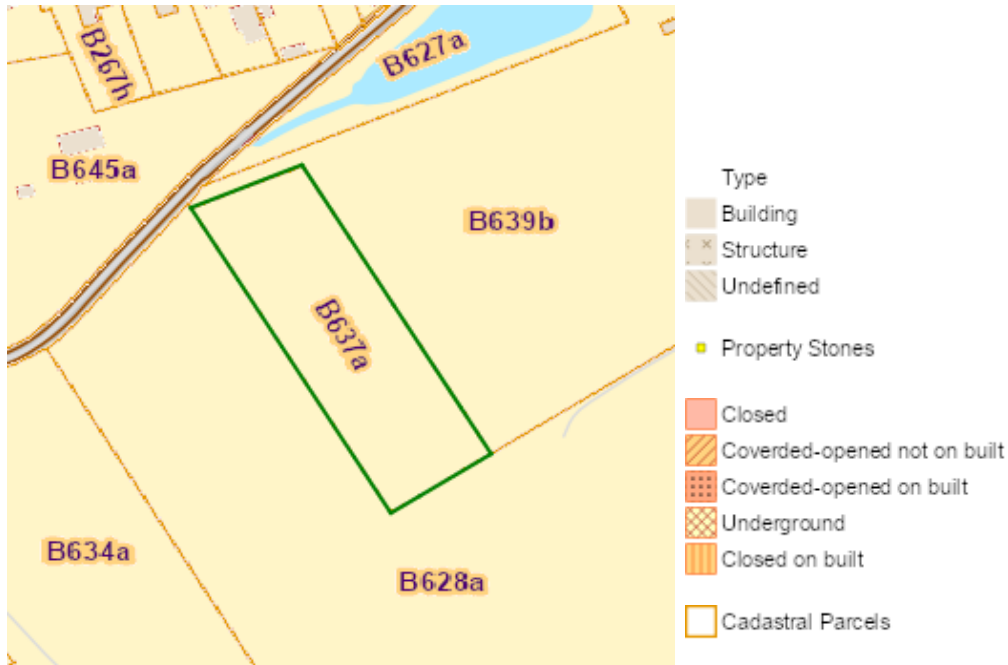 B267h
B627a
B645a
B639b
B637a
B634a
B628a
Type
Building
Structure
Undefined
Property Stones
Closed
Coverded-opened not on built
Coverded-opened on built
Underground
Closed on built
Cadastral Parcels